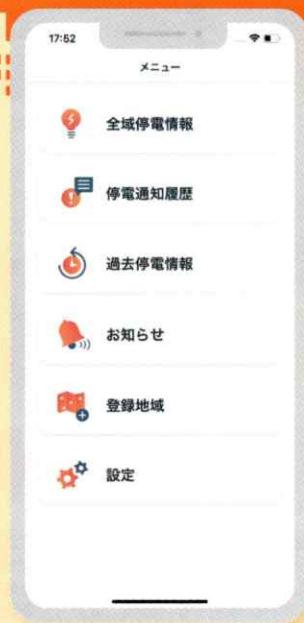 17:52
メニュー
全域停電情報
停電通知履歴
過去停電情報
お知らせ
登録地域
設定